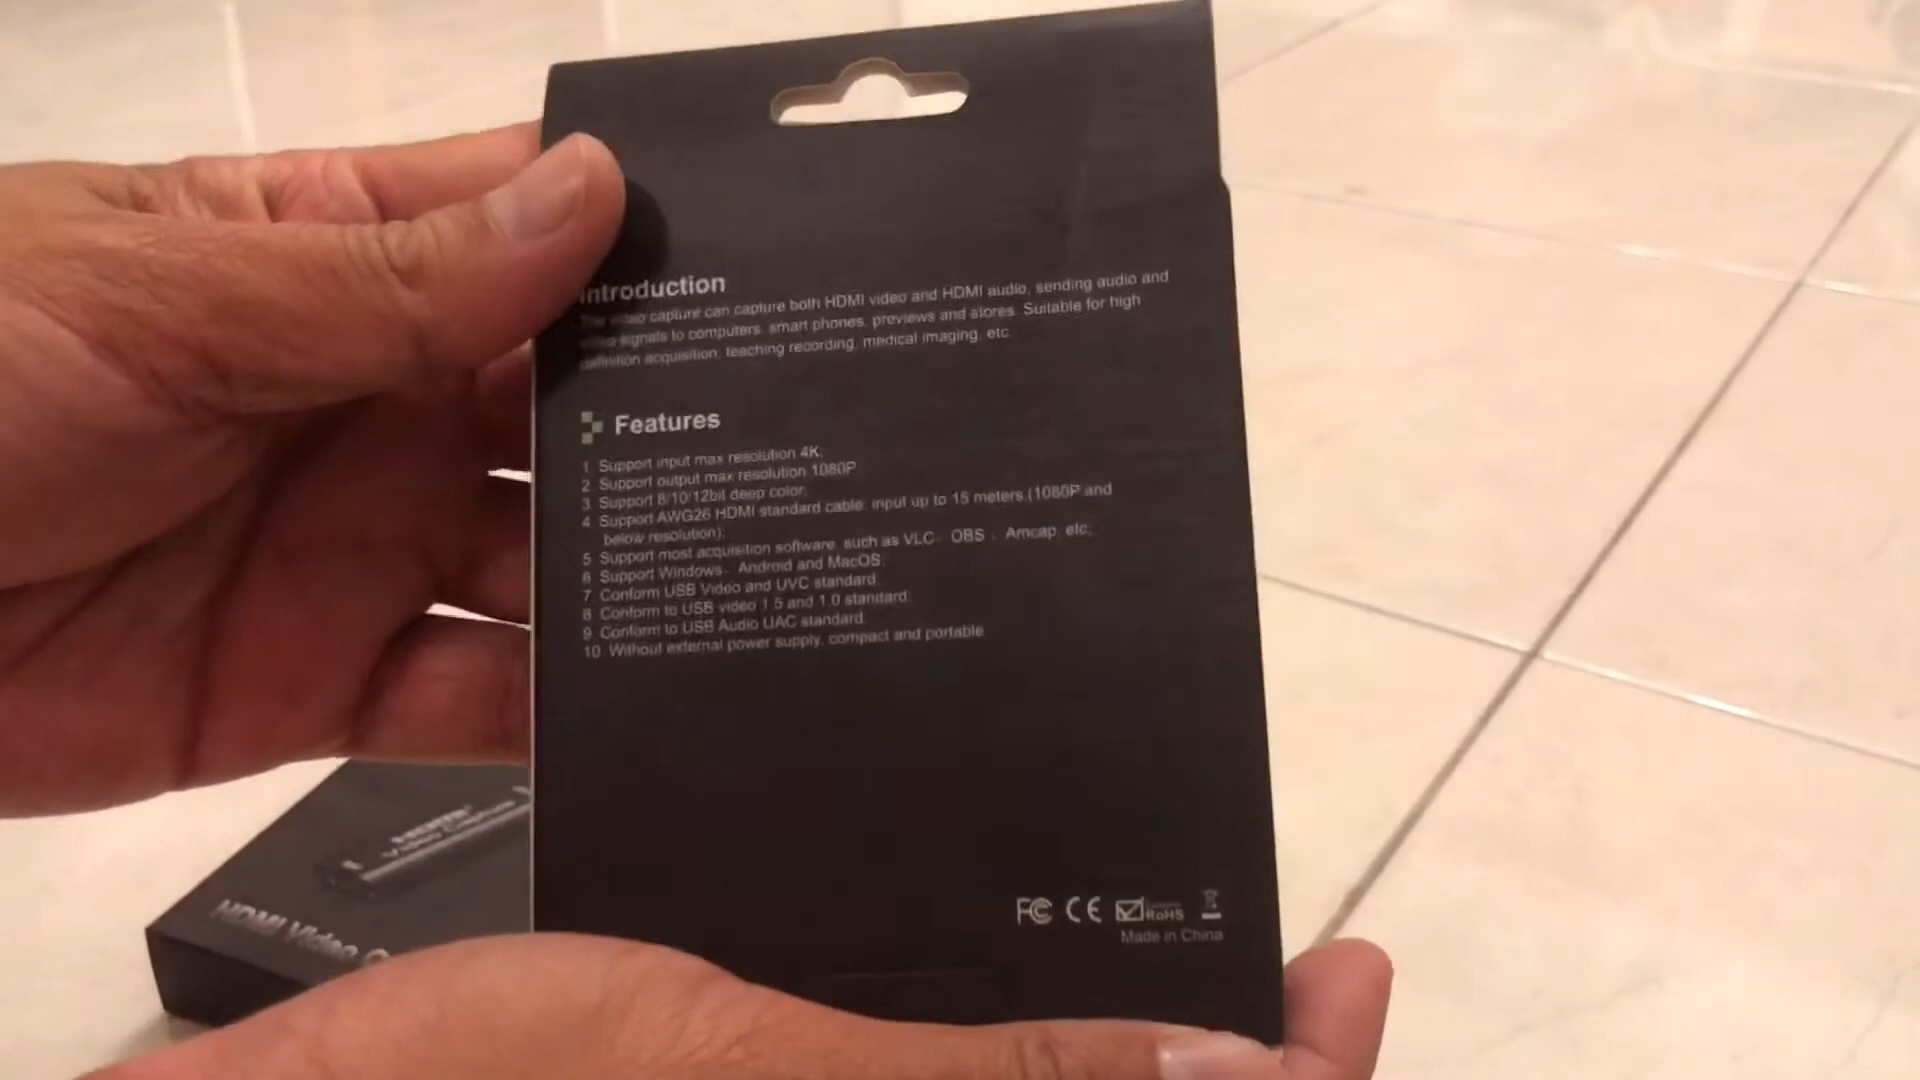 Introduction
The video capture can capture both HDMI video and HDMI audio, sending audio and
video signals to computers, smart phones, previews and stores. Suitable for high
definition acquisition, teaching recording, medical imaging, etc.
Features
1 Support input max resolution 4K;
2 Support output max resolution 1080P
3 Support 8/10/12bit deep color;
4 Support AWG26 HDMI standard cable: input up to 15 meters.(1080P and
below resolution);
5 Support most acquisition software, such as VLC、OBS、Amcap, etc;
6 Support Windows、Android and MacOS;
7 Conform USB Video and UVC standard;
8 Conform to USB video 1.5 and 1.0 standard;
9 Conform to USB Audio UAC standard;
10 Without external power supply, compact and portable
FC CE RoHS
Made in China
HDMI
Video Capture
HDMI Video